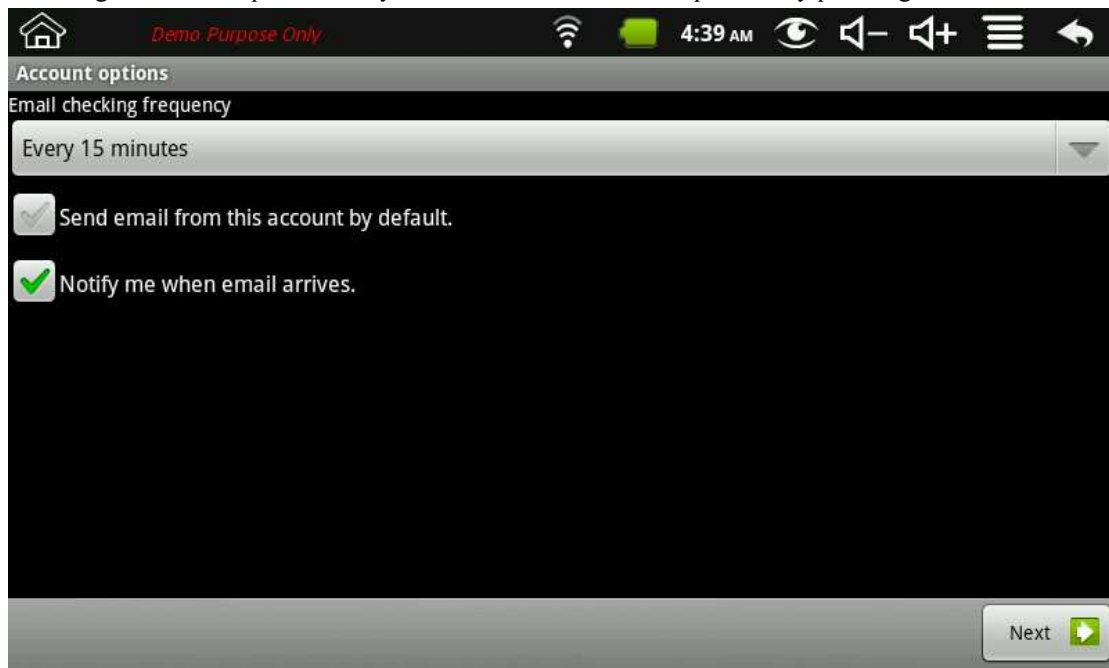 Demo Purpose Only 4:39 AM
Account options
Email checking frequency
Every 15 minutes
Send email from this account by default.
Notify me when email arrives.
Next